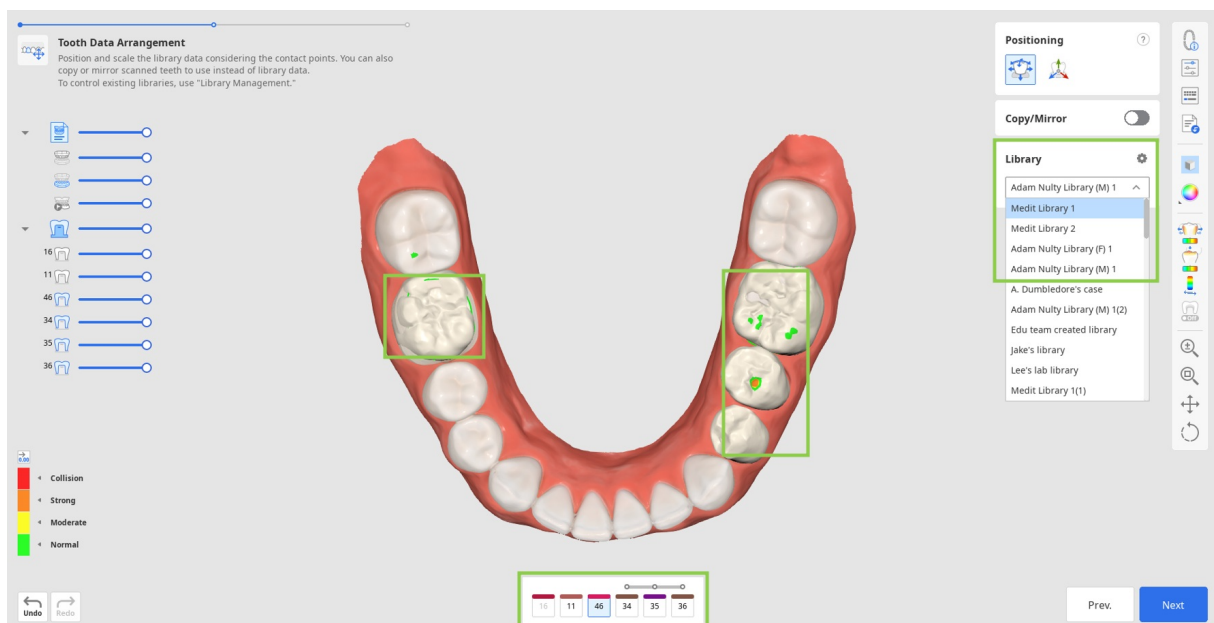 Tooth Data Arrangement
Position and scale the library data considering the contact points. You can also
copy or mirror scanned teeth to use instead of library data.
To control existing libraries, use "Library Management."
16
11
46
34
35
36
0.00
Collision
Strong
Moderate
Normal
Undo
Redo
16
11
46
34
35
36
Positioning
?
Copy/Mirror
Library
Adam Nulty Library (M) 1
Medit Library 1
Medit Library 2
Adam Nulty Library (F) 1
Adam Nulty Library (M) 1
A. Dumbledore's case
Adam Nulty Library (M) 1(2)
Edu team created library
Jake's library
Lee's lab library
Medit Library 1(1)
Prev.
Next